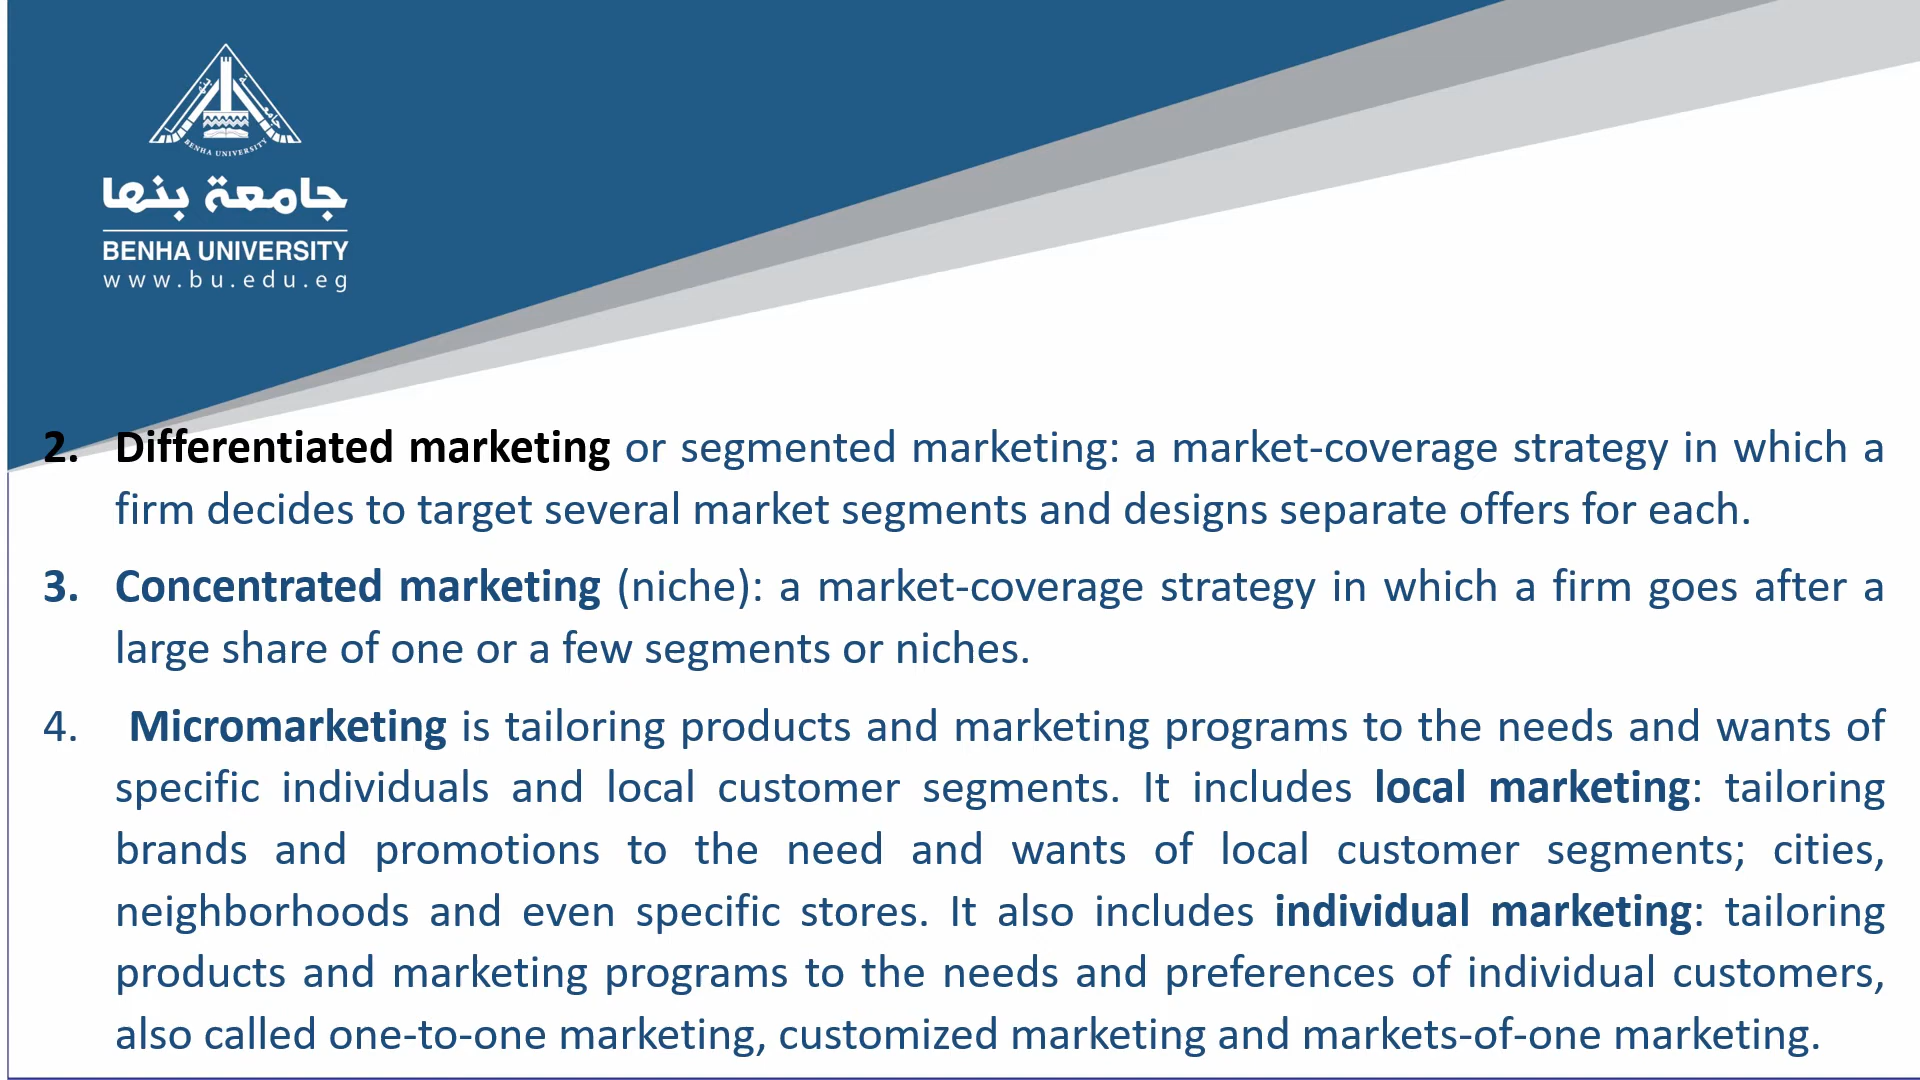 بنها
جامعة
BENHA UNIVERSITY
جامعة بنها
BENHA UNIVERSITY
www.bu.edu.eg
2. Differentiated marketing or segmented marketing: a market-coverage strategy in which a
firm decides to target several market segments and designs separate offers for each.
3. Concentrated marketing (niche): a market-coverage strategy in which a firm goes after a
large share of one or a few segments or niches.
4. Micromarketing is tailoring products and marketing programs to the needs and wants of
specific individuals and local customer segments. It includes local marketing: tailoring
brands and promotions to the need and wants of local customer segments; cities,
neighborhoods and even specific stores. It also includes individual marketing: tailoring
products and marketing programs to the needs and preferences of individual customers,
also called one-to-one marketing, customized marketing and markets-of-one marketing.